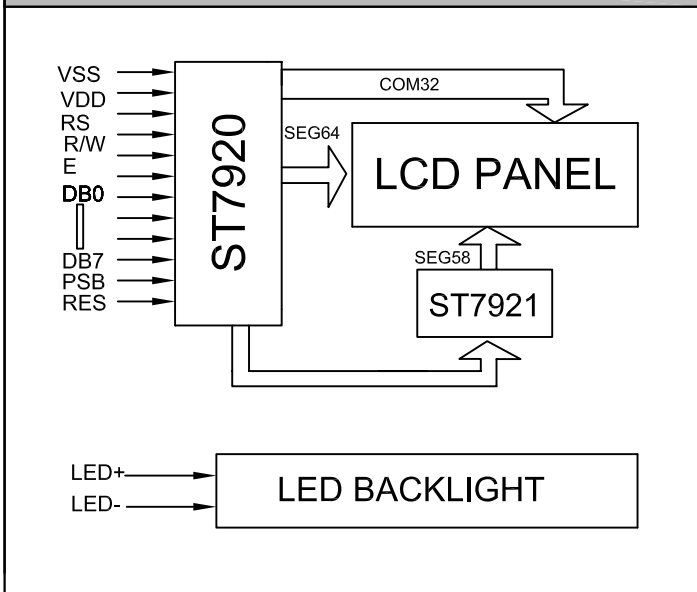 VSS
VDD
RS
R/W
E
DB0
DB7
PSB
RES
ST7920
COM32
SEG64
LCD PANEL
SEG58
ST7921
LED+
LED-
LED BACKLIGHT